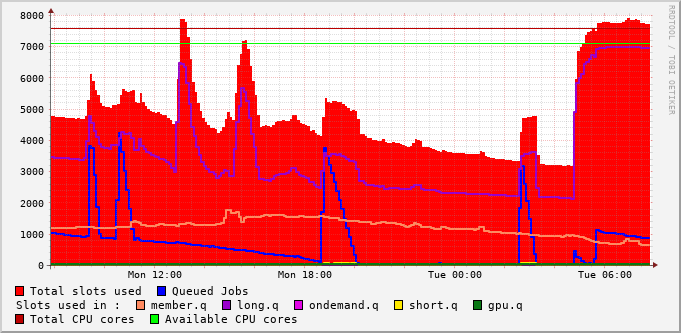 8000
7000
6000
5000
4000
3000
2000
1000
0
Mon 12:00 Mon 18:00 Tue 00:00 Tue 06:00
RRDTOOL / TOBI OETIKER
Total slots used Queued Jobs
Slots used in : member.q long.q ondemand.q short.q gpu.q
Total CPU cores Available CPU cores